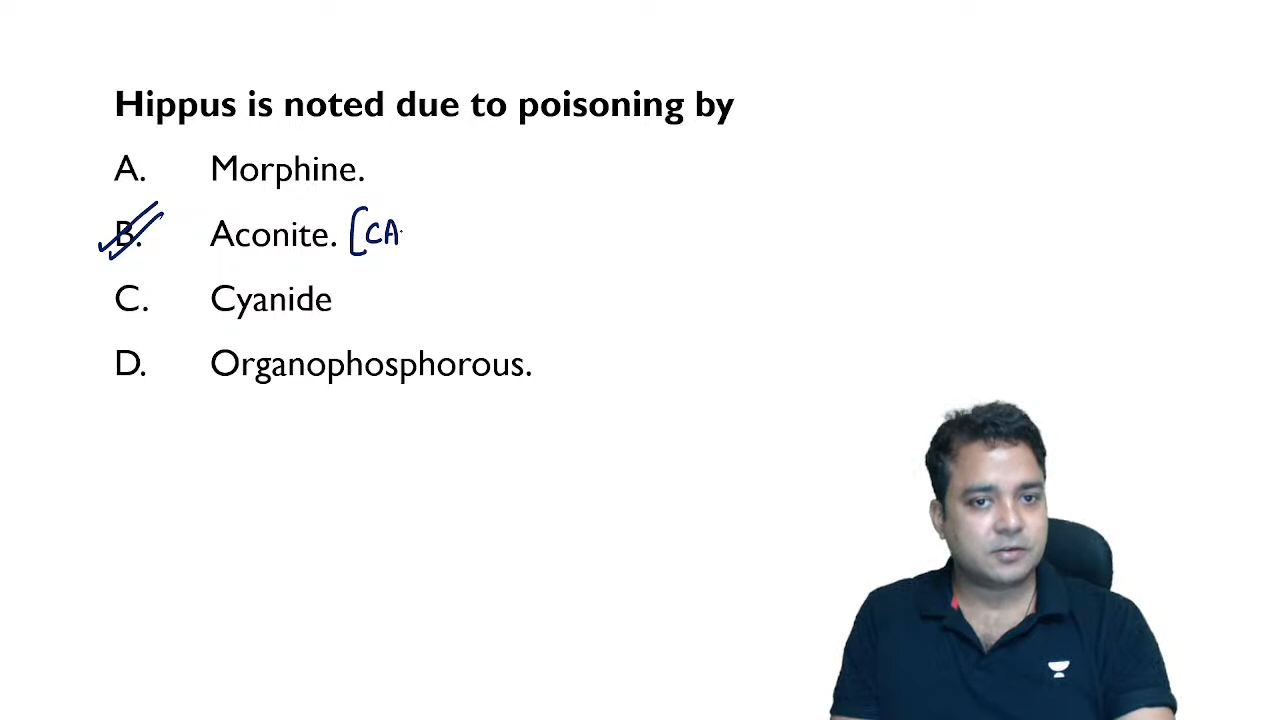 Hippus is noted due to poisoning by
A. Morphine.
B. Aconite. [CA
C. Cyanide
D. Organophosphorous.